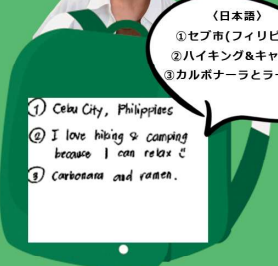 〈日本語〉
①セブ市(フィリピ
②ハイキング&キャ
③カルボナーラとラー
① Cebu City, Philippines
② I love hiking & camping
because I can relax
③ Carbonara and ramen.